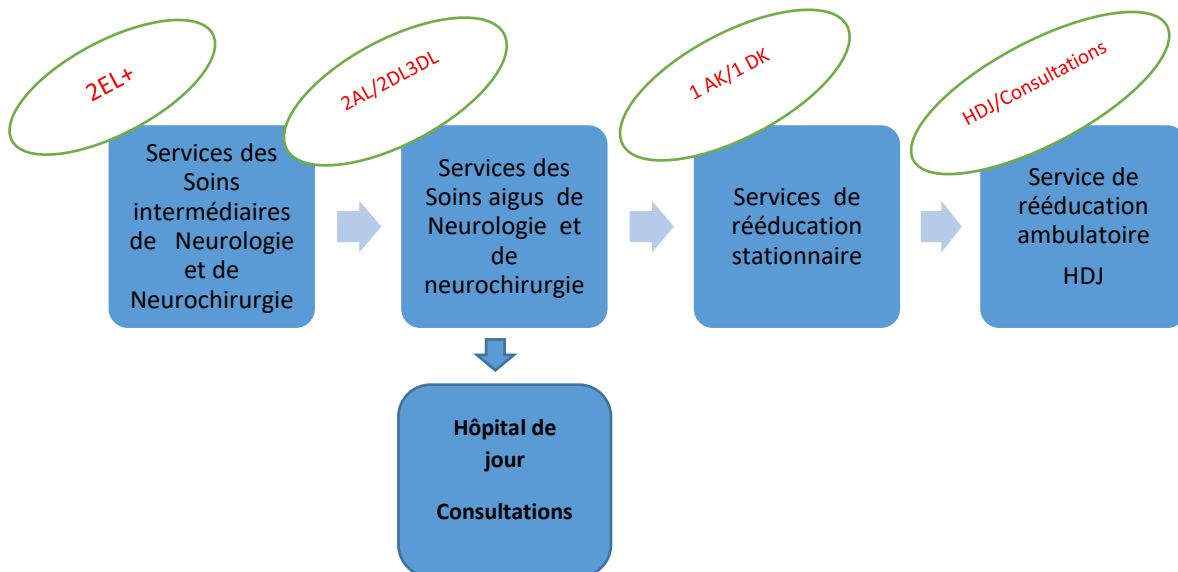 2EL+
Services des
Soins
intermédiaires
de Neurologie
et de
Neurochirurgie
2AL/2DL3DL
Services des
Soins aigus de
Neurologie et
de
neurochirurgie
1 AK/1 DK
Services de
rééducation
stationnaire
HDJ/Consultations
Service de
rééducation
ambulatoire
HDJ
Hôpital de
jour
Consultations